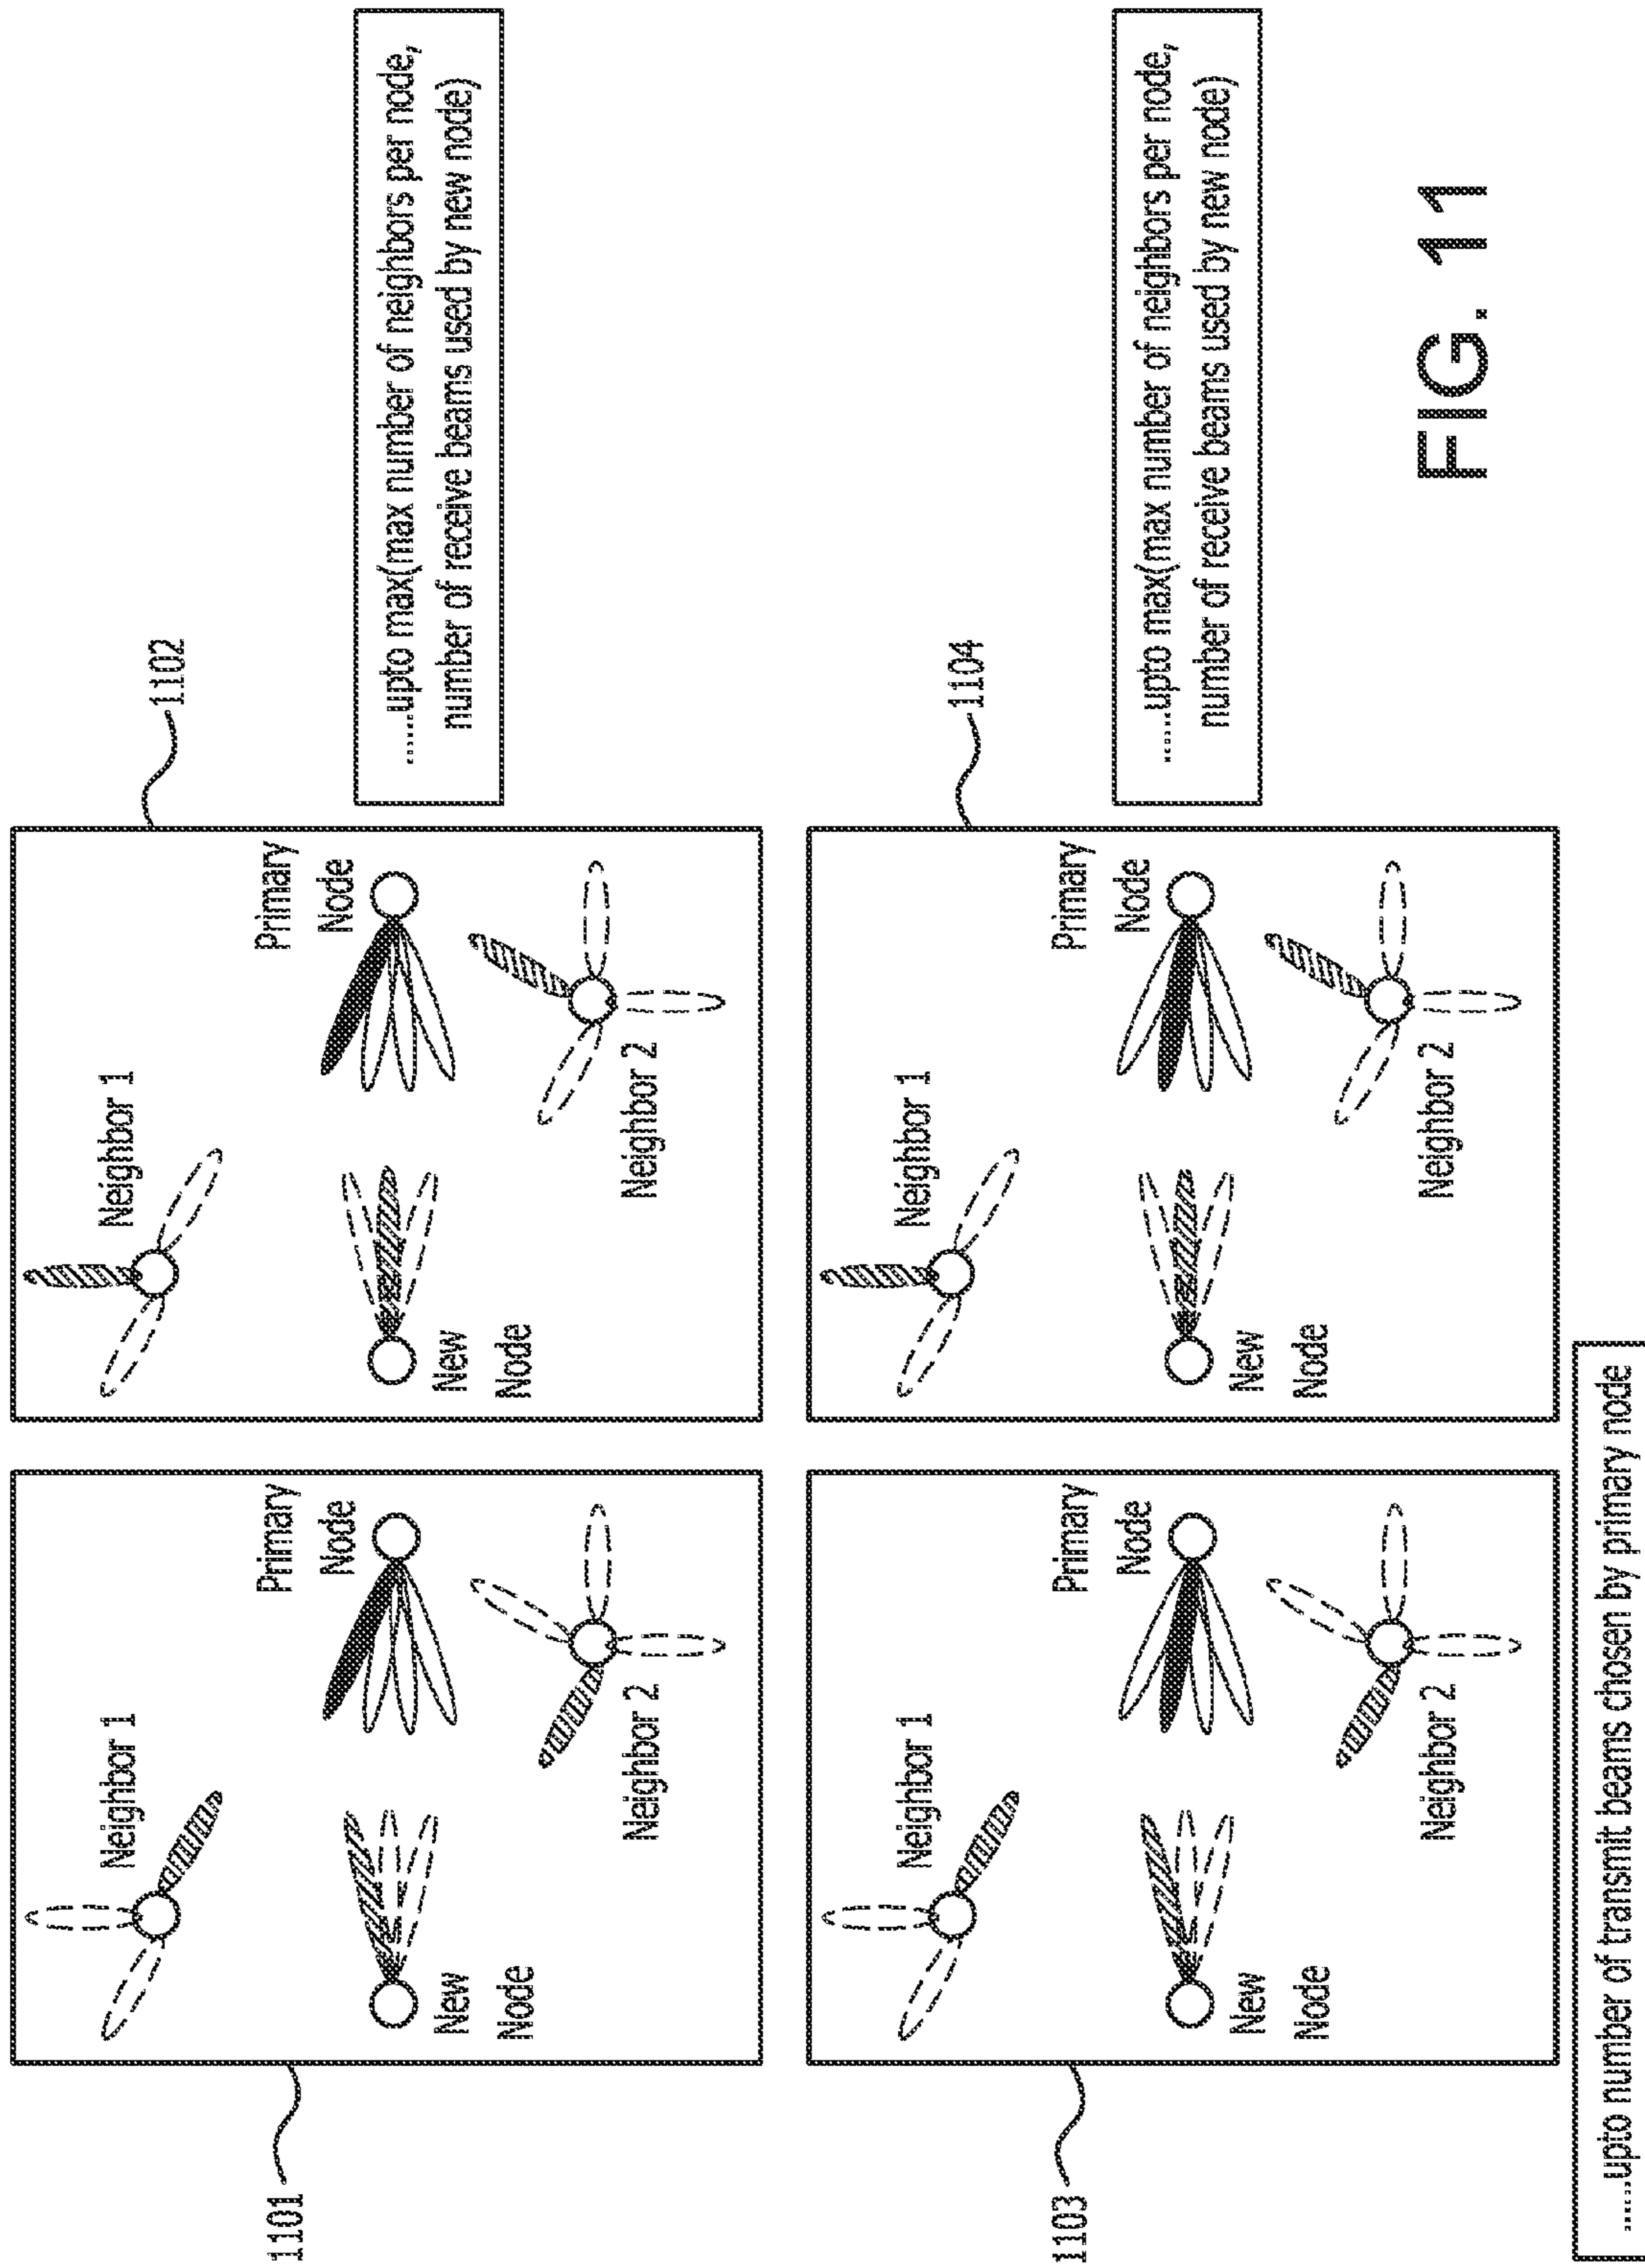 1101
Neighbor 1
Primary
Node
New
Node
Neighbor 2
1102
Neighbor 1
Primary
Node
New
Node
Neighbor 2
......upto max(max number of neighbors per node,
number of receive beams used by new node)
1103
Neighbor 1
Primary
Node
New
Node
Neighbor 2
1104
Neighbor 1
Primary
Node
New
Node
Neighbor 2
......upto max(max number of neighbors per node,
number of receive beams used by new node)
......upto number of transmit beams chosen by primary node
FIG. 11